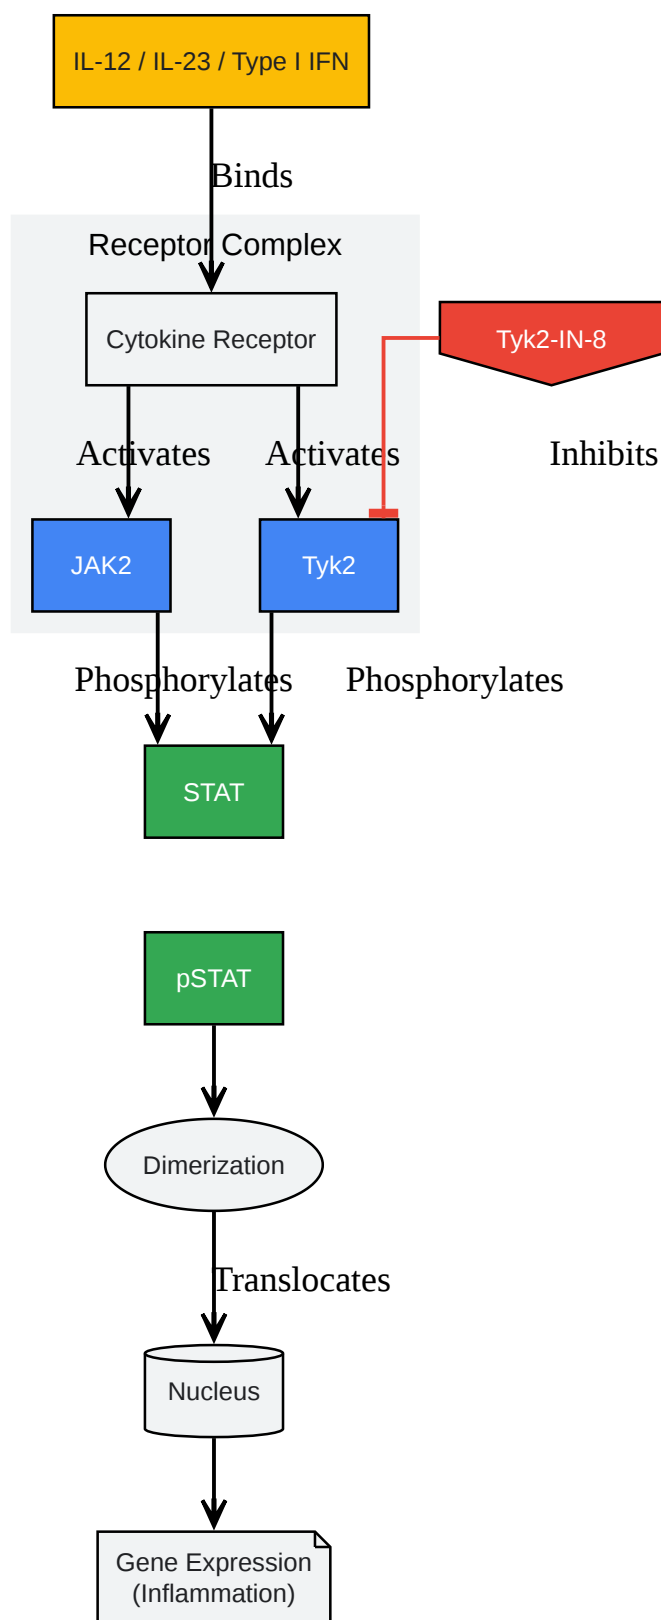 IL-12 / IL-23 / Type I IFN
Binds
Receptor Complex
Cytokine Receptor
Tyk2-IN-8
Activates
Activates
Inhibits
JAK2
Tyk2
Phosphorylates
Phosphorylates
STAT
pSTAT
Dimerization
Translocates
Nucleus
Gene Expression
(Inflammation)